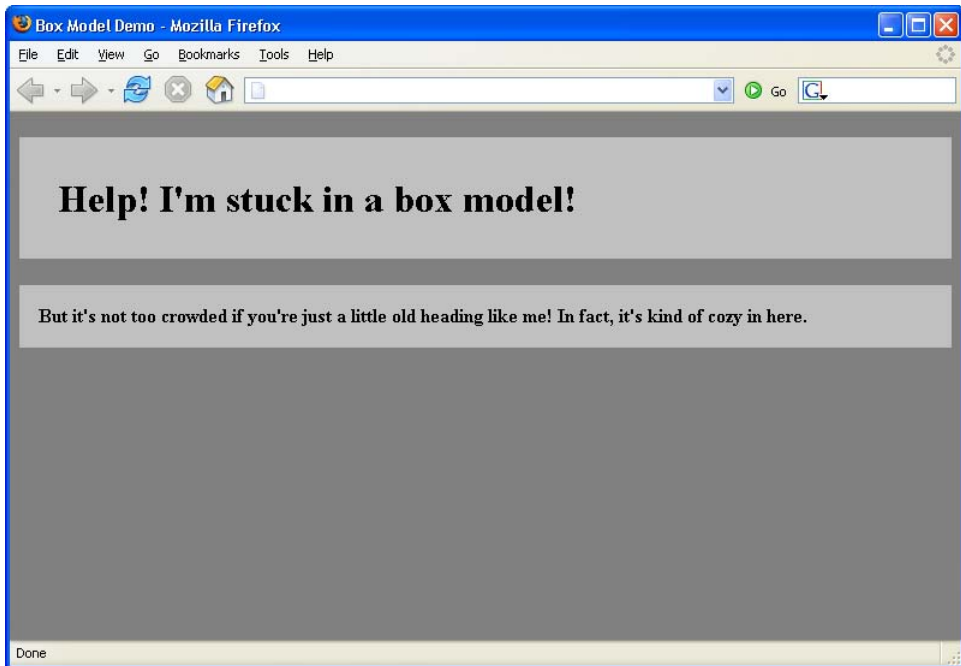 Box Model Demo - Mozilla Firefox
File Edit View Go Bookmarks Tools Help
Go G
Help! I'm stuck in a box model!
But it's not too crowded if you're just a little old heading like me! In fact, it's kind of cozy in here.
Done